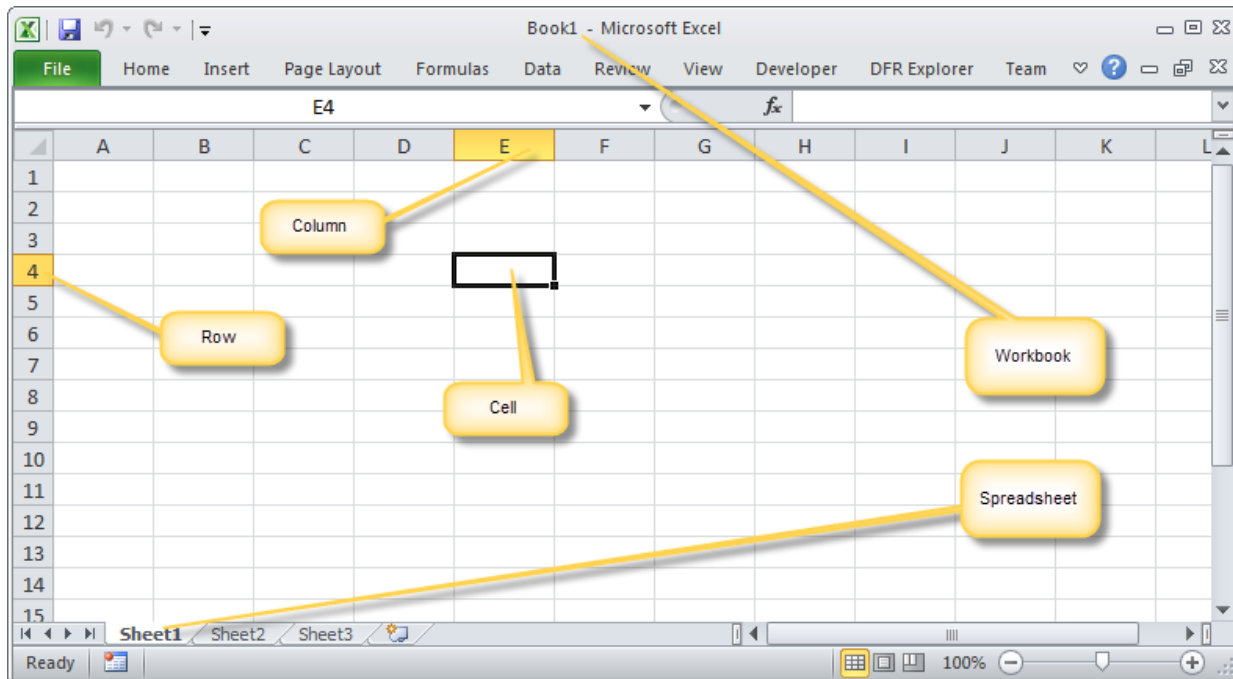 Book1 - Microsoft Excel
File Home Insert Page Layout Formulas Data Review View Developer DFR Explorer Team ?
E4 fx
A B C D E F G H I J K L
1
2
Column
3
4
5
6
Row
7
Workbook
8
Cell
9
10
11
Spreadsheet
12
13
14
15
Sheet1 Sheet2 Sheet3
Ready 100%